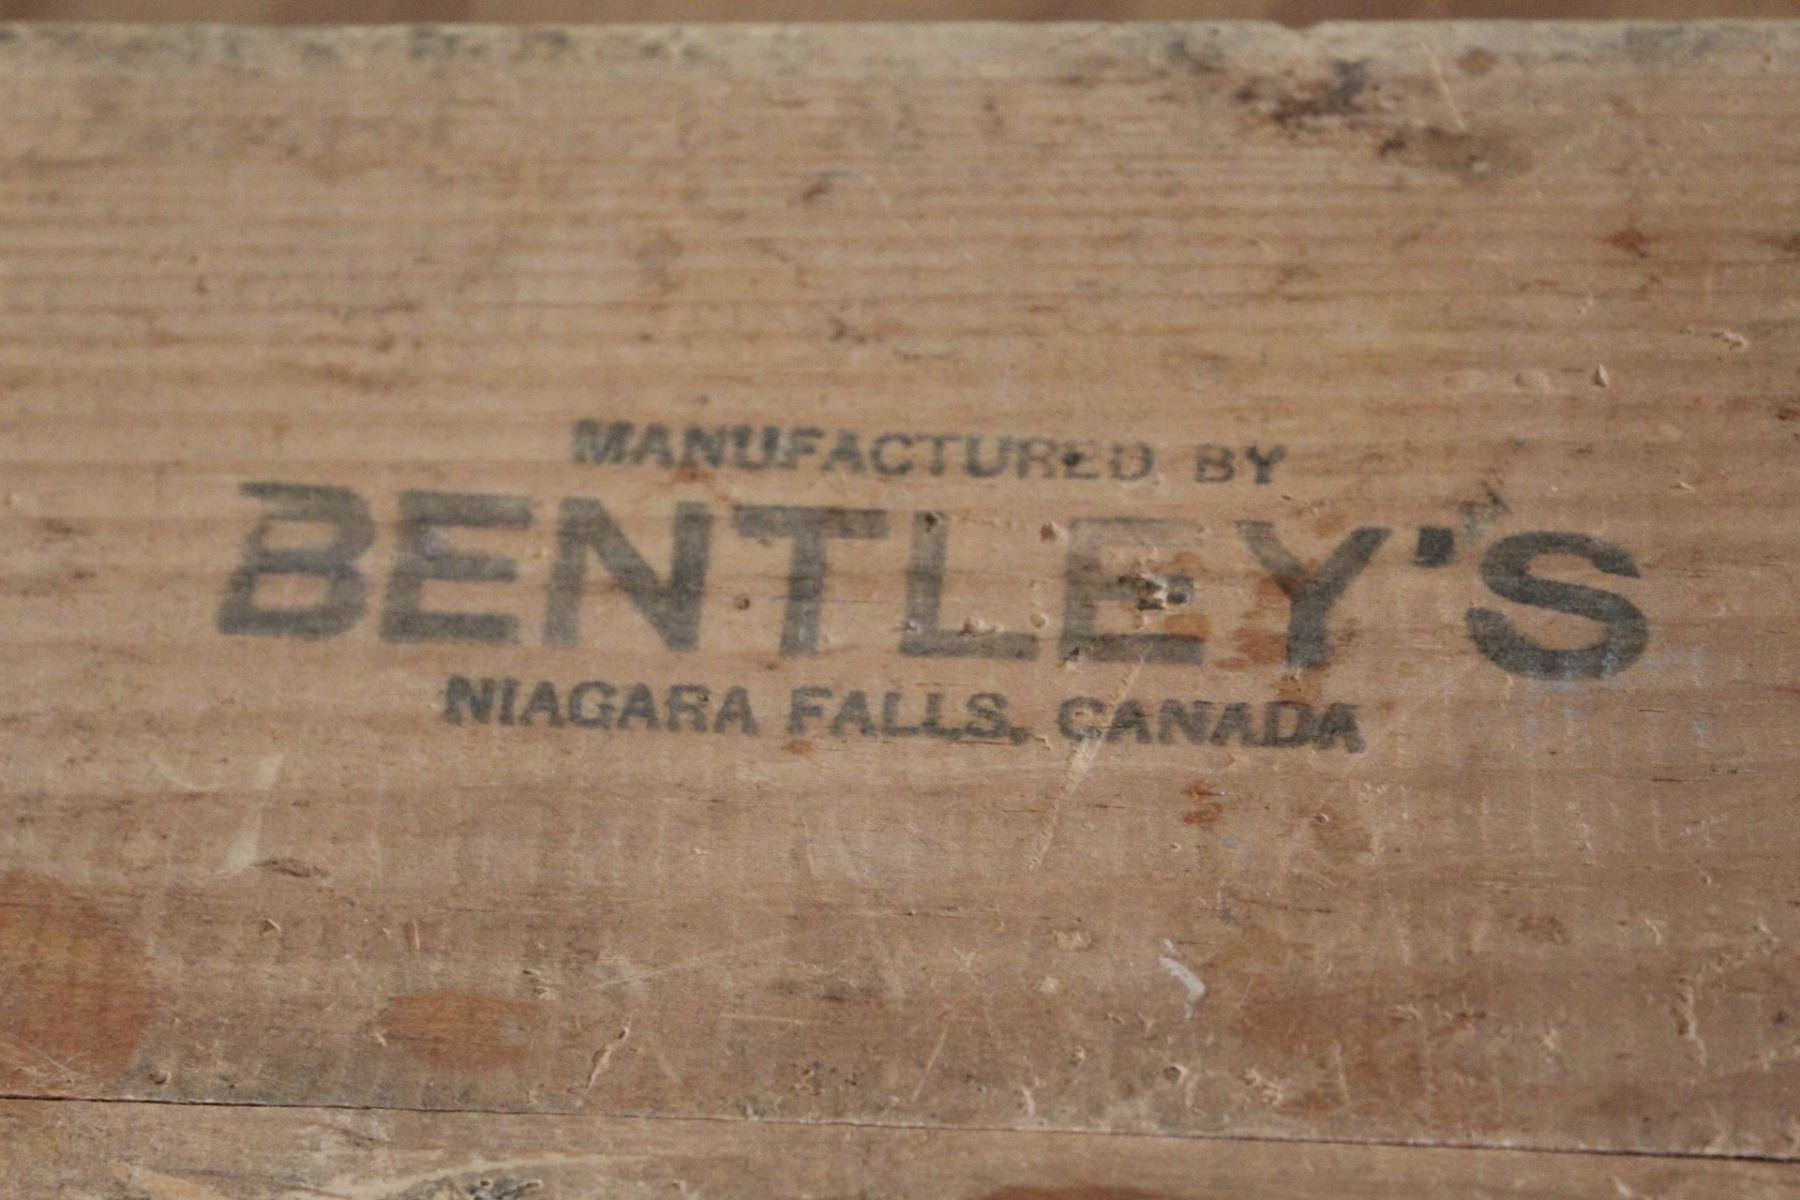 MANUFACTURED BY
BENTLEY'S
NIAGARA FALLS, CANADA